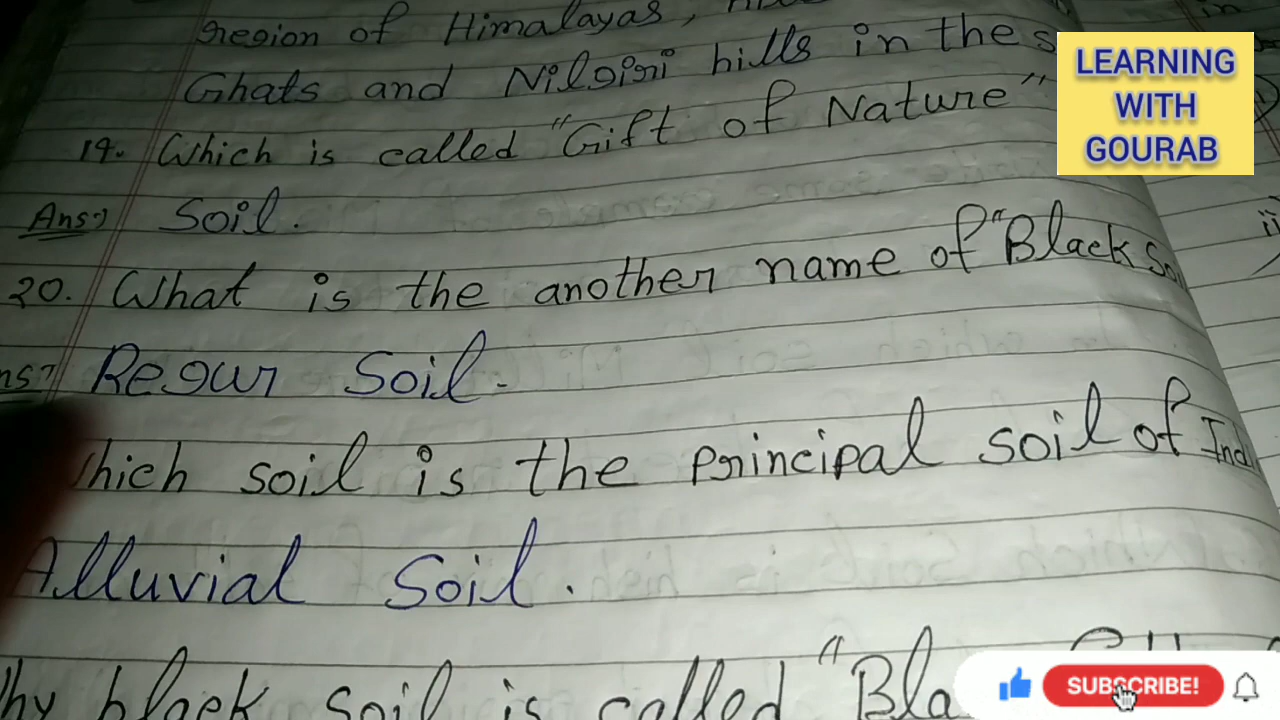 region of Himalayas,
Ghats and Nilgiri hills in the
19. Which is called "Gift of Nature"
Ans:
Soil.
20. What is the another name of "Black
Regur Soil.
hich soil is the principal soil of Ind
Alluvial Soil.
hy black soil is called "Bla
LEARNING
WITH
GOURAB
SUBSCRIBE!